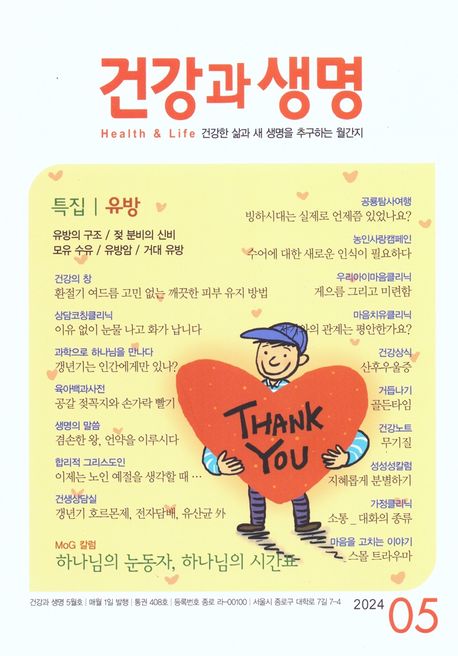 건강과 생명
Health & Life 건강한 삶과 새 생명을 추구하는 월간지
특집 | 유방
유방의 구조 / 젖 분비의 신비
모유 수유 / 유방암 / 거대 유방
건강의 창
환절기 여드름 고민 없는 깨끗한 피부 유지 방법
상담코칭클리닉
이유 없이 눈물 나고 화가 납니다
과학으로 하나님을 만나다
갱년기는 인간에게만 있나?
육아백과사전
공갈 젖꼭지와 손가락 빨기
생명의 말씀
겸손한 왕, 언약을 이루시다
합리적 그리스도인
이제는 노인 예절을 생각할 때 …
건생상담실
갱년기 호르몬제, 전자담배, 유산균 外
MoG 칼럼
하나님의 눈동자, 하나님의 시간표
공룡탐사여행
빙하시대는 실제로 언제쯤 있었나요?
농인사랑캠페인
수어에 대한 새로운 인식이 필요하다
우리아이마음클리닉
게으름 그리고 미련함
마음치유클리닉
관계는 평안한가요?
건강상식
산후우울증
거듭나기
골든타임
건강노트
무기질
성성성칼럼
지혜롭게 분별하기
가정클리닉
소통 _ 대화의 종류
마음을 고치는 이야기
스몰 트라우마
THANK
YOU
건강과 생명 5월호 | 매월 1일 발행 | 통권 408호 | 등록번호 종로 라-00100 | 서울시 종로구 대학로 7길 7-4
2024 05